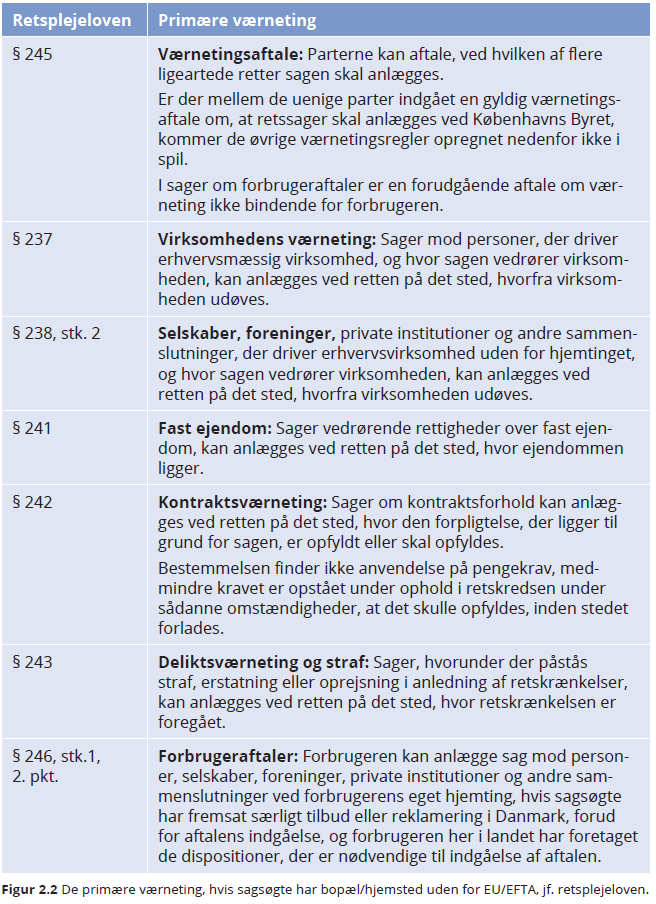 Retsplejeloven Primære værneting
§ 245 Værnetingsaftale: Parterne kan aftale, ved hvilken af flere
ligeartede retter sagen skal anlægges.
Er der mellem de uenige parter indgået en gyldig værnetings-
aftale om, at retssager skal anlægges ved Københavns Byret,
kommer de øvrige værnetingsregler opregnet nedenfor ikke i
spil.
I sager om forbrugeraftaler er en forudgående aftale om vær-
neting ikke bindende for forbrugeren.
§ 237 Virksomhedens værneting: Sager mod personer, der driver
erhvervsmæssig virksomhed, og hvor sagen vedrører virksom-
heden, kan anlægges ved retten på det sted, hvorfra virksom-
heden udøves.
§ 238, stk. 2 Selskaber, foreninger, private institutioner og andre sammen-
slutninger, der driver erhvervsvirksomhed uden for hjemtinget,
og hvor sagen vedrører virksomheden, kan anlægges ved
retten på det sted, hvorfra virksomheden udøves.
§ 241 Fast ejendom: Sager vedrørende rettigheder over fast ejen-
dom, kan anlægges ved retten på det sted, hvor ejendommen
ligger.
§ 242 Kontraktsværneting: Sager om kontraktsforhold kan anlæg-
ges ved retten på det sted, hvor den forpligtelse, der ligger til
grund for sagen, er opfyldt eller skal opfyldes.
Bestemmelsen finder ikke anvendelse på pengekrav, med-
mindre kravet er opstået under ophold i retskredsen under
sådanne omstændigheder, at det skulle opfyldes, inden stedet
forlades.
§ 243 Deliktsværneting og straf: Sager, hvorunder der påstås
straf, erstatning eller oprejsning i anledning af retskrænkelser,
kan anlægges ved retten på det sted, hvor retskrænkelsen er
foregået.
§ 246, stk.1, Forbrugeraftaler: Forbrugeren kan anlægge sag mod person-
2. pkt. er, selskaber, foreninger, private institutioner og andre sam-
menslutninger ved forbrugerens eget hjemting, hvis sagsøgte
har fremsat særligt tilbud eller reklamering i Danmark, forud
for aftalens indgåelse, og forbrugeren her i landet har foretaget
de dispositioner, der er nødvendige til indgåelse af aftalen.
Figur 2.2 De primære værneting, hvis sagsøgte har bopæl/hjemsted uden for EU/EFTA, jf. retsplejeloven.